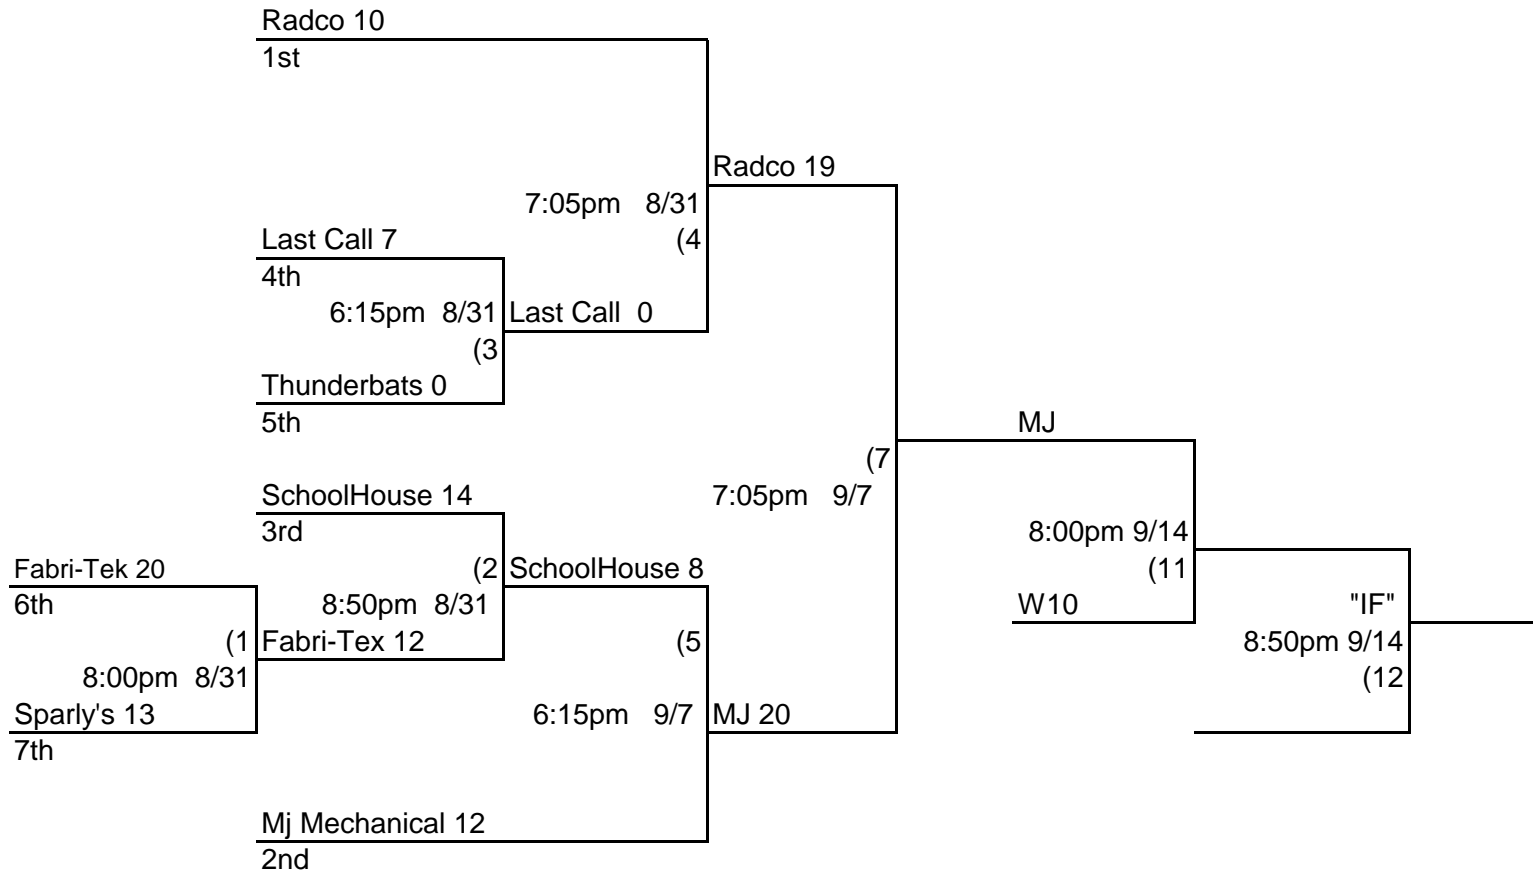 Radco 10
1st
Radco 19
7:05pm 8/31
(4
Last Call 7
4th
6:15pm 8/31
Last Call 0
(3
Thunderbats 0
5th
MJ
(7
7:05pm 9/7
SchoolHouse 14
3rd
8:00pm 9/14
(11
Fabri-Tek 20
6th
(2
SchoolHouse 8
8:50pm 8/31
W10
"IF"
(1
Fabri-Tex 12
(5
8:50pm 9/14
8:00pm 8/31
(12
Sparly's 13
7th
6:15pm 9/7
MJ 20
Mj Mechanical 12
2nd